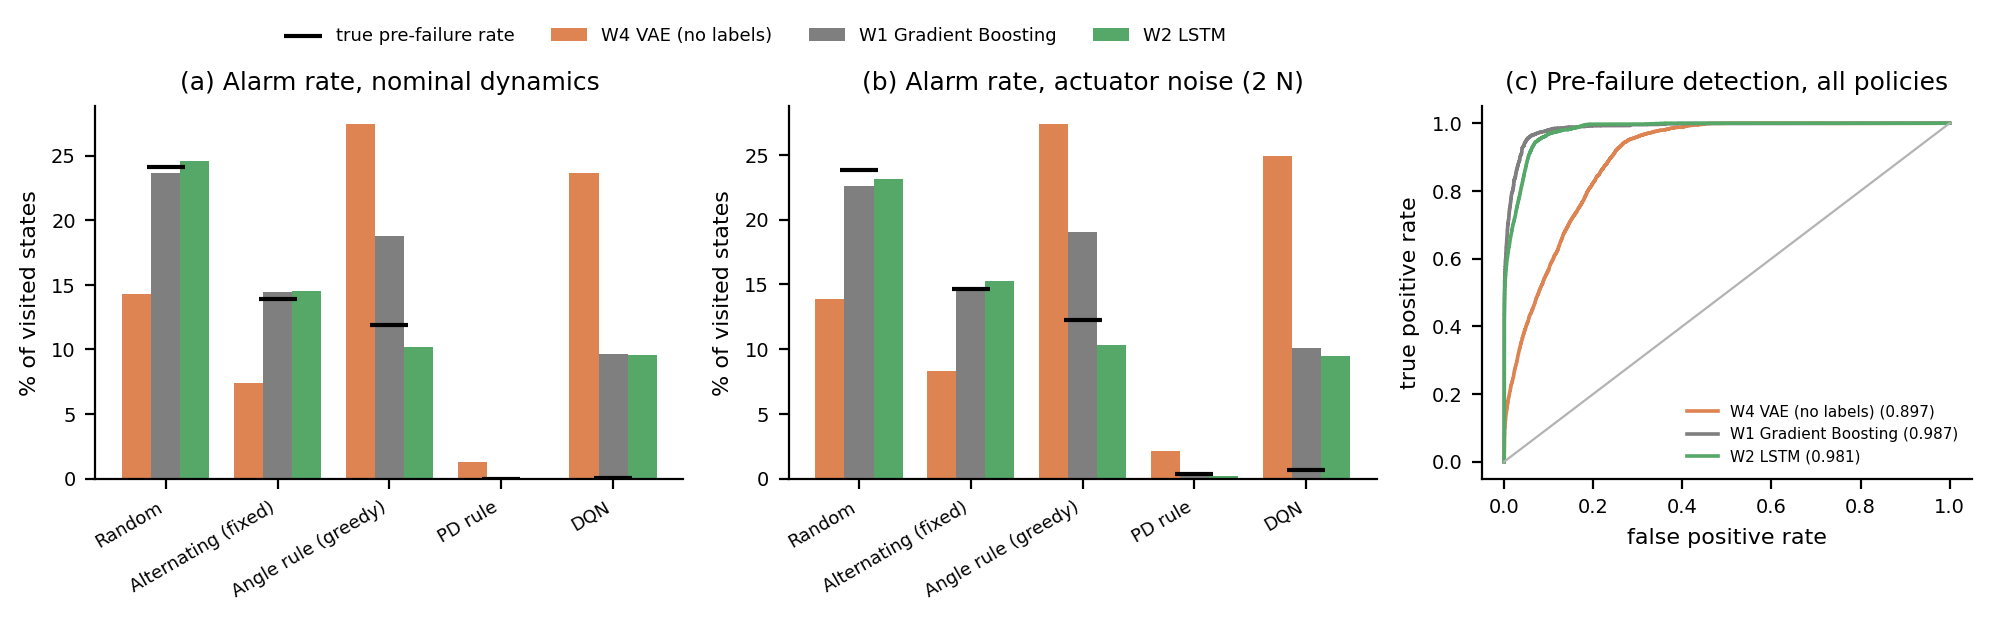 true pre-failure rate W4 VAE (no labels) W1 Gradient Boosting W2 LSTM
(a) Alarm rate, nominal dynamics
% of visited states
25
20
15
10
5
0
Random
Alternating (fixed)
Angle rule (greedy)
PD rule
DQN
(b) Alarm rate, actuator noise (2 N)
% of visited states
25
20
15
10
5
0
Random
Alternating (fixed)
Angle rule (greedy)
PD rule
DQN
(c) Pre-failure detection, all policies
true positive rate
1.0
0.8
0.6
0.4
0.2
0.0
W4 VAE (no labels) (0.897)
W1 Gradient Boosting (0.987)
W2 LSTM (0.981)
0.0 0.2 0.4 0.6 0.8 1.0
false positive rate